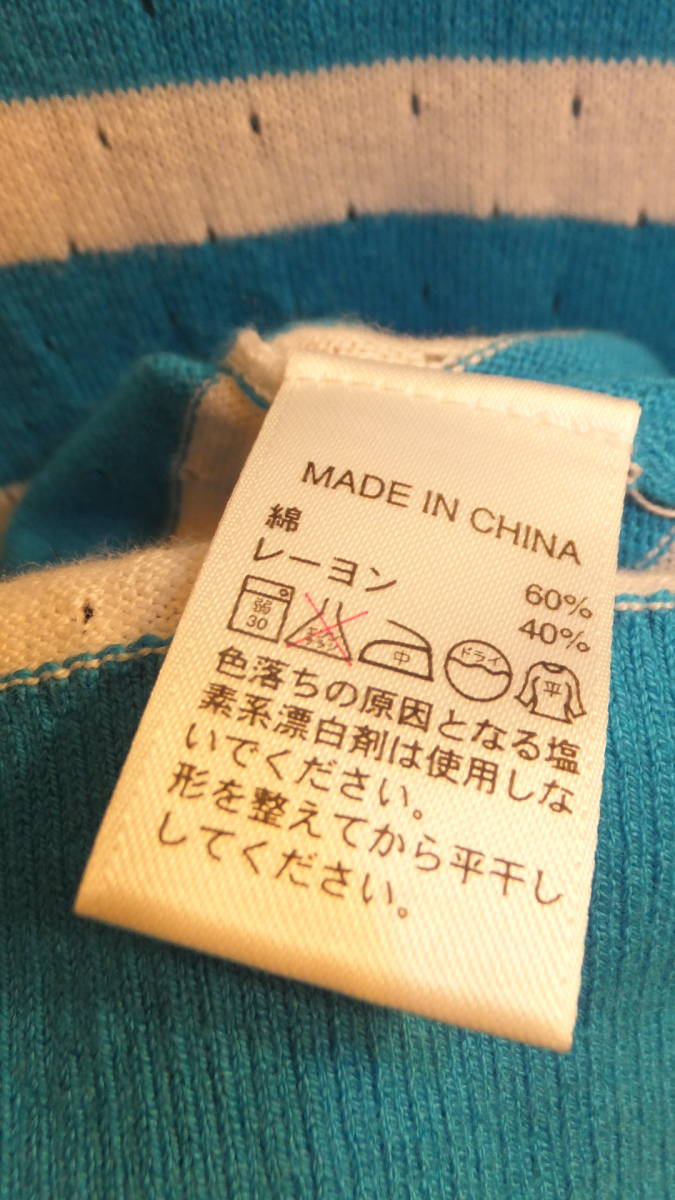 MADE IN CHINA
綿 60%
レーヨン 40%
弱 30
中
ドライ
平
色落ちの原因となる塩
素系漂白剤は使用しな
いでください。
形を整えてから平干し
してください。